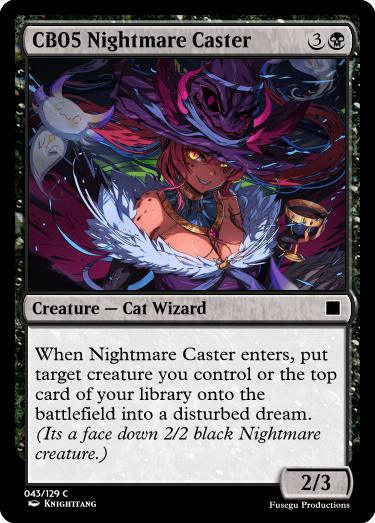 CB05 Nightmare Caster 3
Creature — Cat Wizard
When Nightmare Caster enters, put
target creature you control or the top
card of your library onto the
battlefield into a disturbed dream.
(Its a face down 2/2 black Nightmare
creature.)
2/3
043/129 C
Knightfang
Fusegu Productions